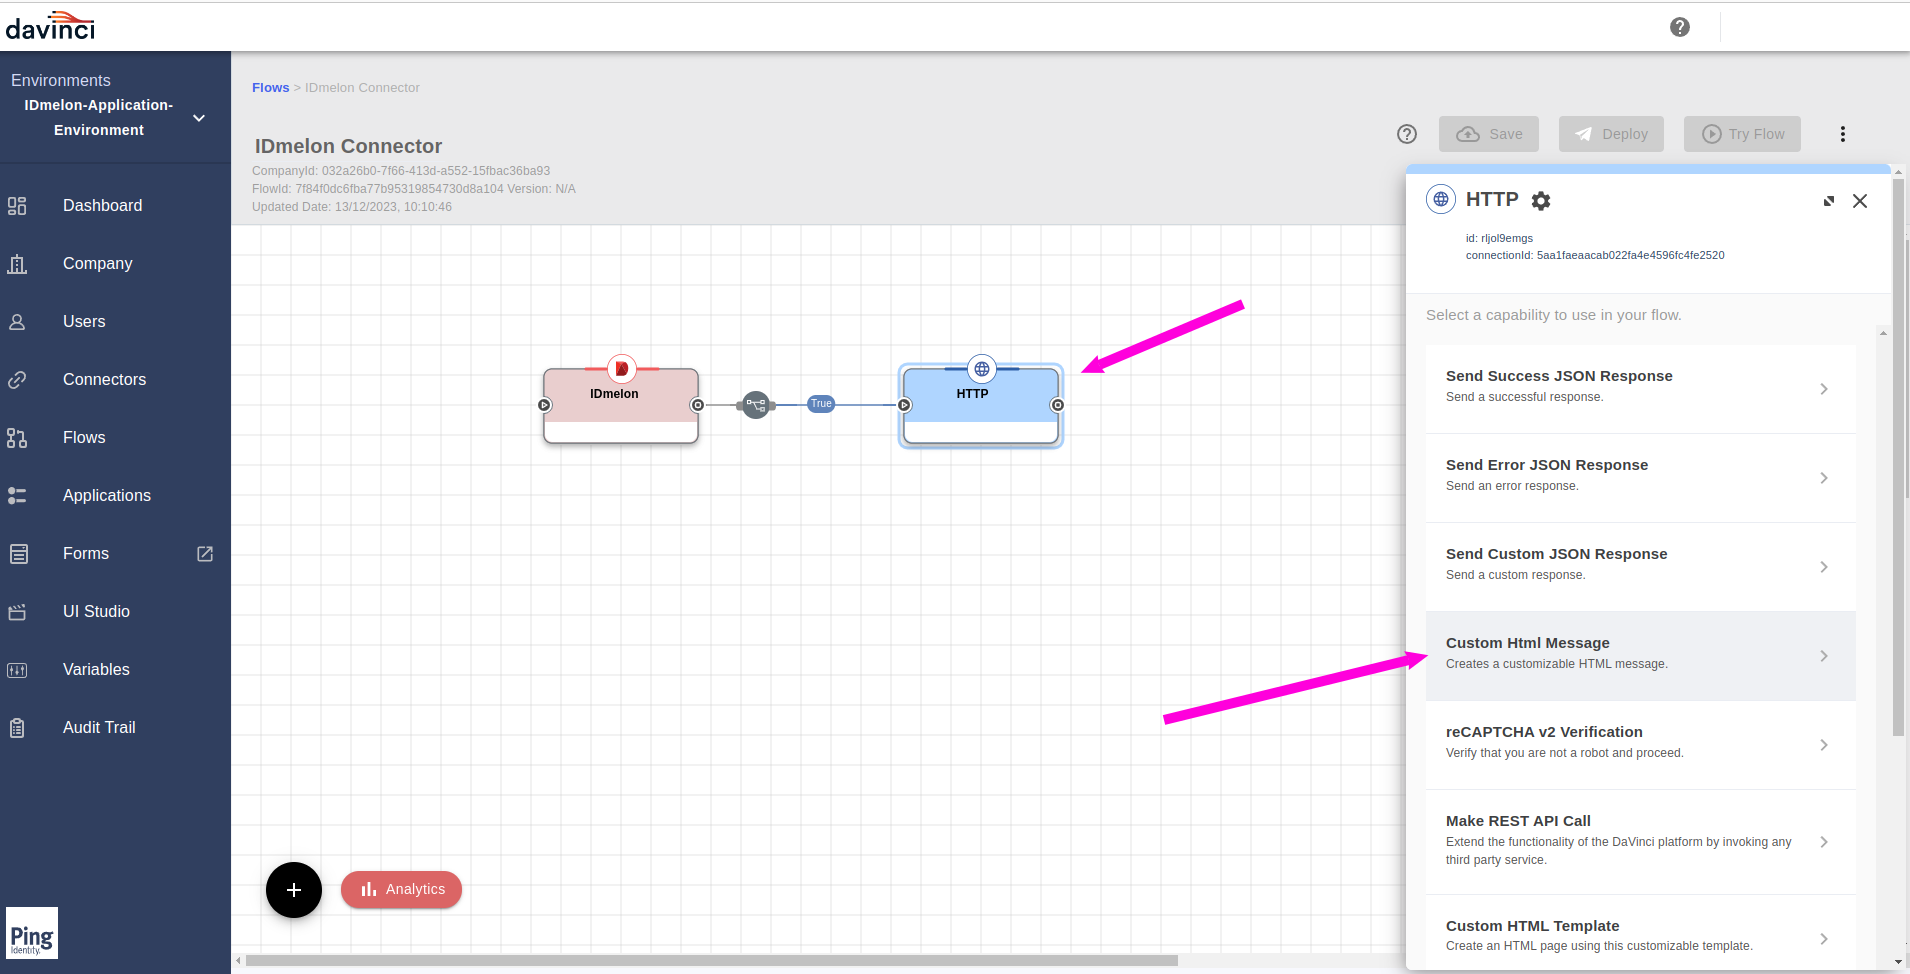 davinci
Environments
IDmelon-Application-
Environment
Dashboard
Company
Users
Connectors
Flows
Applications
Forms
UI Studio
Variables
Audit Trail
Ping
Identity.
Flows > IDmelon Connector
IDmelon Connector
CompanyId: 032a26b0-7f66-413d-a552-15fbac36ba93
FlowId: 7f84f0dc6fba77b95319854730d8a104 Version: N/A
Updated Date: 13/12/2023, 10:10:46
Save
Deploy
Try Flow
IDmelon
True
HTTP
Analytics
HTTP
id: rljol9emgs
connectionId: 5aa1faeaacab022fa4e4596fc4fe2520
Select a capability to use in your flow.
Send Success JSON Response
Send a successful response.
Send Error JSON Response
Send an error response.
Send Custom JSON Response
Send a custom response.
Custom Html Message
Creates a customizable HTML message.
reCAPTCHA v2 Verification
Verify that you are not a robot and proceed.
Make REST API Call
Extend the functionality of the DaVinci platform by invoking any
third party service.
Custom HTML Template
Create an HTML page using this customizable template.